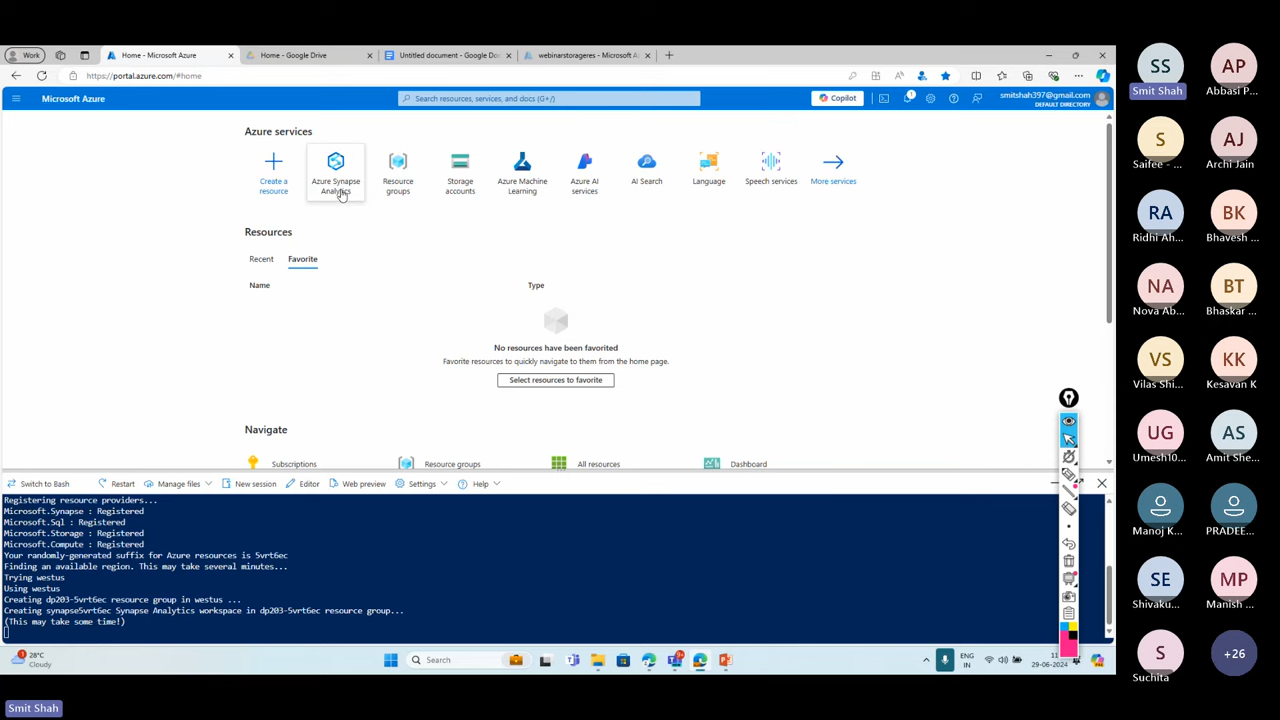 Work
Home - Microsoft Azure
Home - Google Drive
Untitled document - Google Do
webinarstorageres - Microsoft A
https://portal.azure.com/#home
Microsoft Azure
Search resources, services, and docs (G+/)
Copilot
1
smitshah397@gmail.com
DEFAULT DIRECTORY
Azure services
Create a resource
Azure Synapse Analytics
Resource groups
Storage accounts
Azure Machine Learning
Azure AI services
AI Search
Language
Speech services
More services
Resources
Recent
Favorite
Name
Type
No resources have been favorited
Favorite resources to quickly navigate to them from the home page.
Select resources to favorite
Navigate
Subscriptions
Resource groups
All resources
Dashboard
Switch to Bash
Restart
Manage files
New session
Editor
Web preview
Settings
Help
Registering resource providers...
Microsoft.Synapse : Registered
Microsoft.Sql : Registered
Microsoft.Storage : Registered
Microsoft.Compute : Registered
Your randomly-generated suffix for Azure resources is 5vrt6ec
Finding an available region. This may take several minutes...
Trying westus
Using westus
Creating dp203-5vrt6ec resource group in westus ...
Creating synapse5vrt6ec Synapse Analytics workspace in dp203-5vrt6ec resource group...
(This may take some time!)
1
28°C
Cloudy
Search
ENG
IN
29-06-2024
SS
Smit Shah
AP
Abbasi P...
S
Saifee - ...
AJ
Archi Jain
RA
Ridhi Ah...
BK
Bhavesh ...
NA
Nova Ab...
BT
Bhaskar ...
VS
Vilas Shi...
KK
Kesavan K
UG
Umesh10...
AS
Amit She...
Manoj K...
PRADEE...
SE
Shivaku...
MP
Manish ...
S
Suchita
+26
Smit Shah